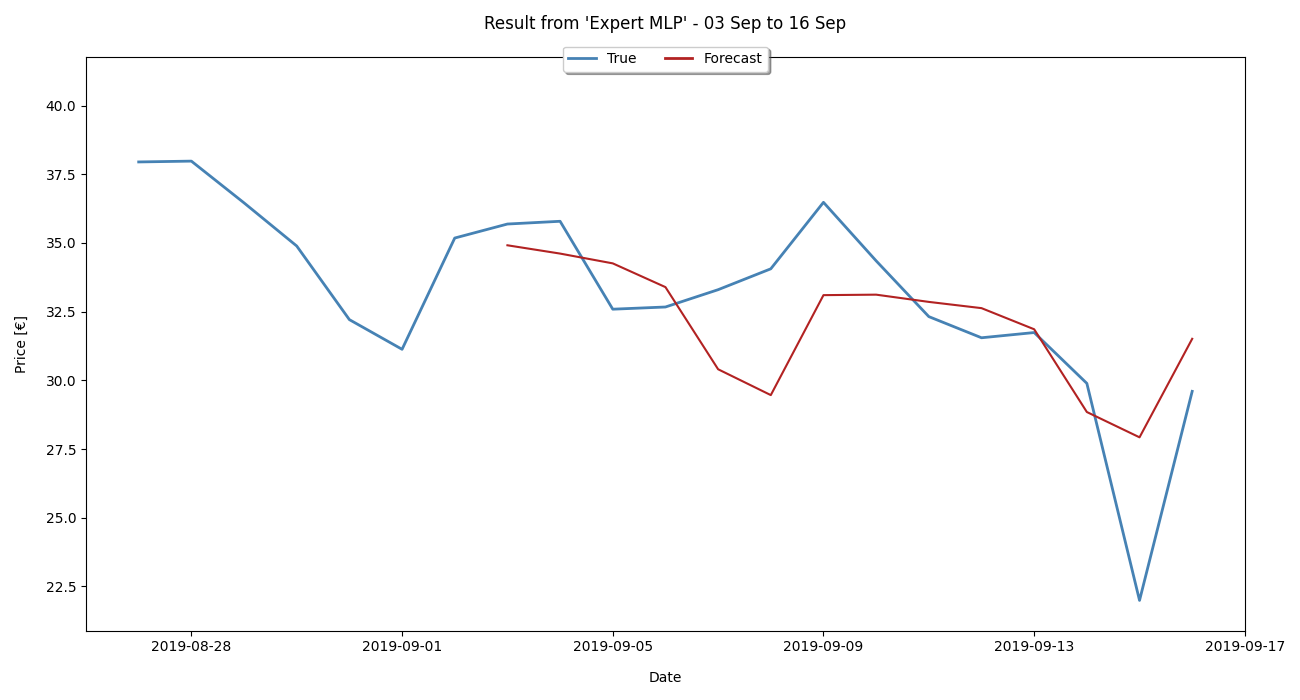 Result from 'Expert MLP' - 03 Sep to 16 Sep
True Forecast
40.0
37.5
35.0
32.5
30.0
27.5
25.0
22.5
Price [€]
2019-08-28 2019-09-01 2019-09-05 2019-09-09 2019-09-13 2019-09-17
Date